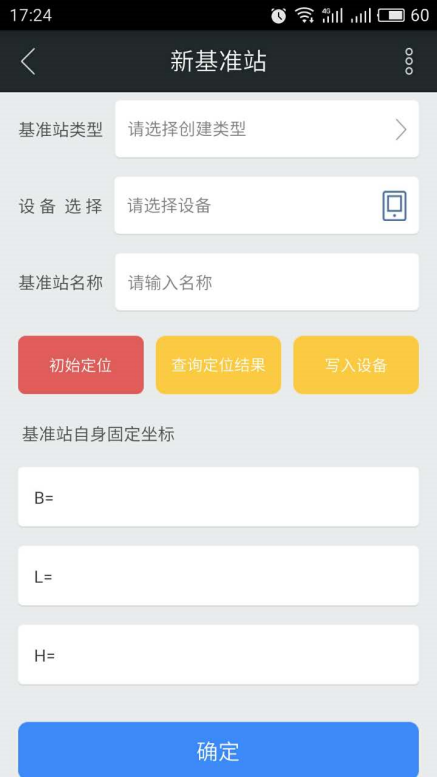 17:24
4G
60
新基准站
基准站类型
请选择创建类型
设备 选择
请选择设备
基准站名称
请输入名称
初始定位
查询定位结果
写入设备
基准站自身固定坐标
B=
L=
H=
确定